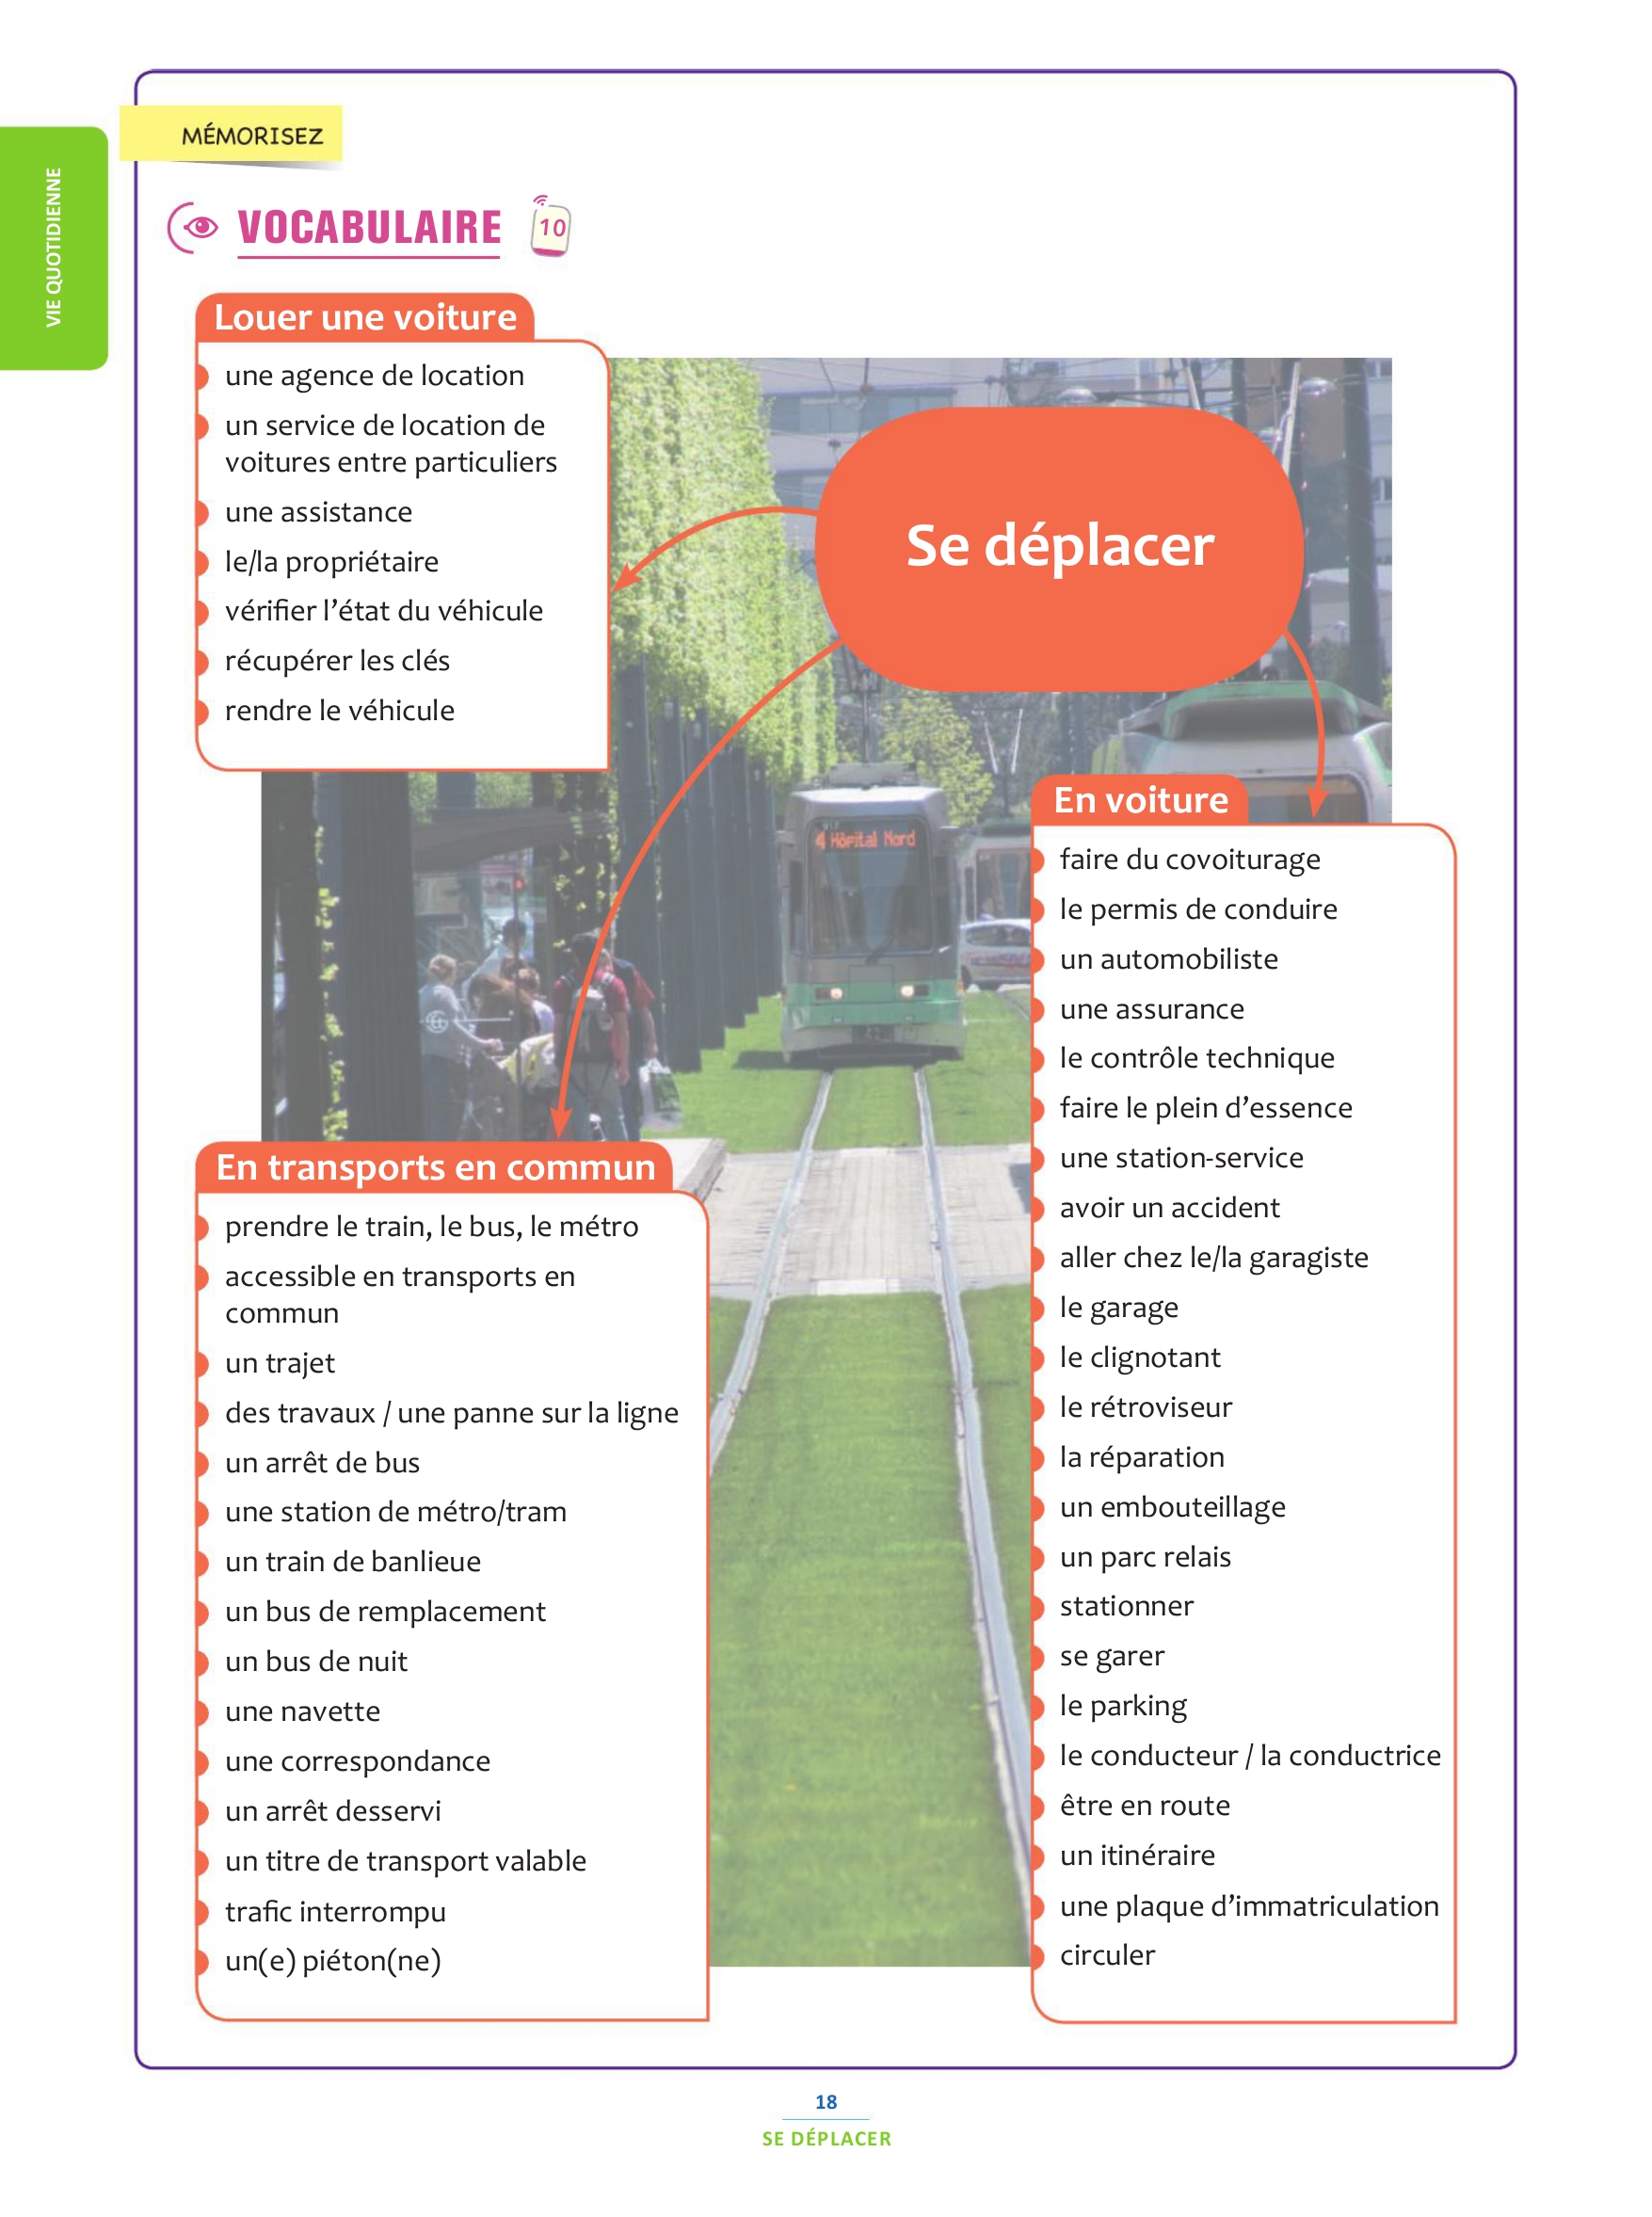 VIE QUOTIDIENNE
MÉMORISEZ
VOCABULAIRE
10
Louer une voiture
une agence de location
un service de location de
voitures entre particuliers
une assistance
le/la propriétaire
vérifier l’état du véhicule
récupérer les clés
rendre le véhicule
Se déplacer
4 Hôpital Nord
En transports en commun
prendre le train, le bus, le métro
accessible en transports en
commun
un trajet
des travaux / une panne sur la ligne
un arrêt de bus
une station de métro/tram
un train de banlieue
un bus de remplacement
un bus de nuit
une navette
une correspondance
un arrêt desservi
un titre de transport valable
trafic interrompu
un(e) piéton(ne)
En voiture
faire du covoiturage
le permis de conduire
un automobiliste
une assurance
le contrôle technique
faire le plein d’essence
une station-service
avoir un accident
aller chez le/la garagiste
le garage
le clignotant
le rétroviseur
la réparation
un embouteillage
un parc relais
stationner
se garer
le parking
le conducteur / la conductrice
être en route
un itinéraire
une plaque d’immatriculation
circuler
18
SE DÉPLACER